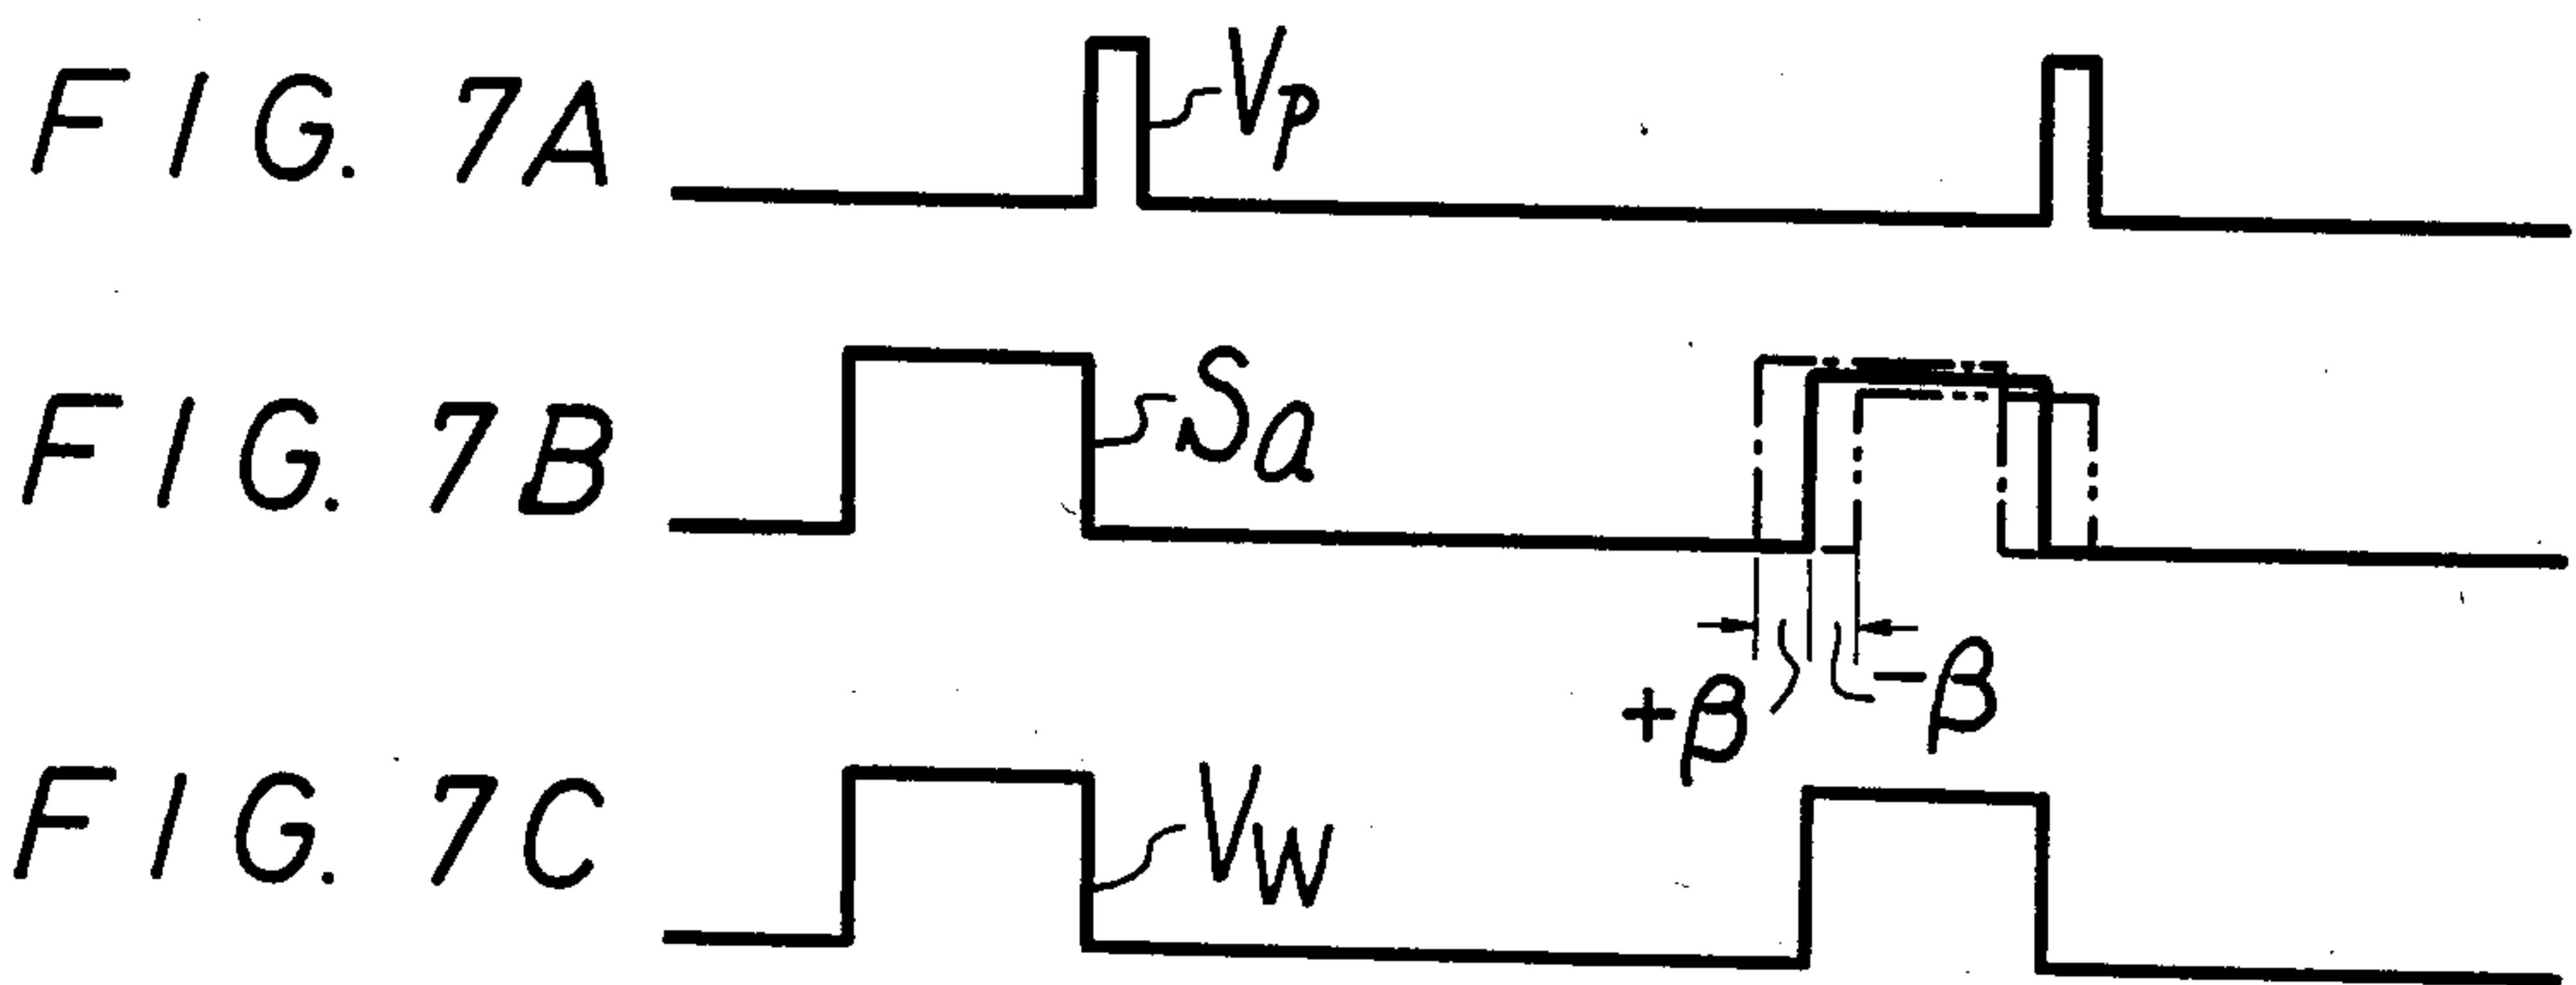 FIG. 7A
Vp
FIG. 7B
Sa
+β
-β
FIG. 7C
Vw